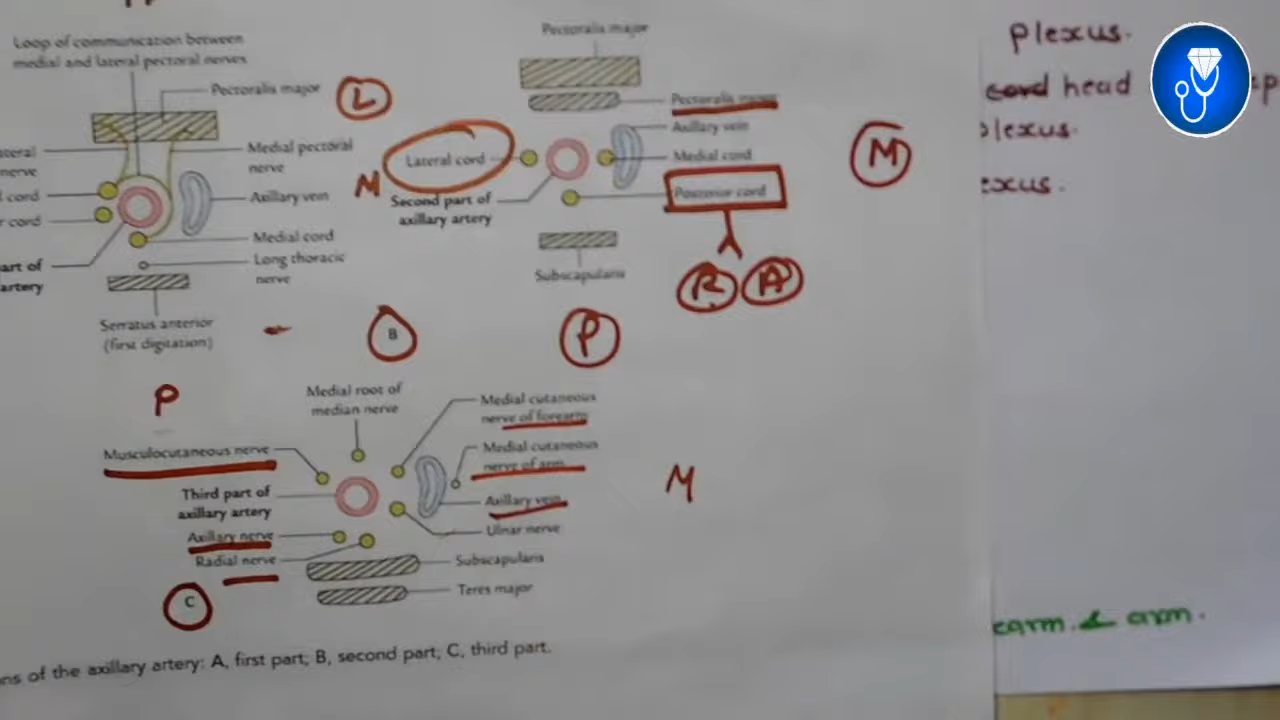 Loop of communication between
medial and lateral pectoral nerves
Pectoralis major
Medial pectoral
nerve
Axillary vein
Medial cord
Long thoracic
nerve
Serratus anterior
(first digitation)
L
M
P
Pectoralis major
Axillary vein
Medial cord
Posterior cord
Lateral cord
Second part of
axillary artery
Subscapularis
R A
M
B
P
Medial root of
median nerve
Medial cutaneous
nerve of forearm
Medial cutaneous
nerve of arm
Axillary vein
Ulnar nerve
Musculocutaneous nerve
Third part of
axillary artery
Axillary nerve
Radial nerve
Subscapularis
Teres major
M
C
of the axillary artery: A, first part; B, second part; C, third part.
plexus.
head
plexus.
arm.